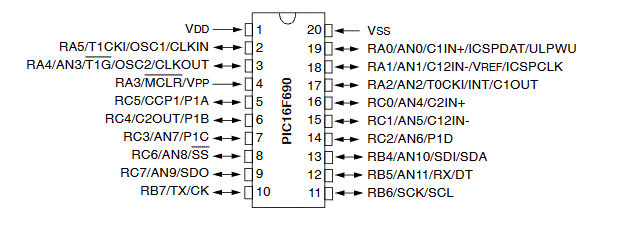 VDD 1 20 VSS
RA5/T1CKI/OSC1/CLKIN 2 19 RA0/AN0/C1IN+/ICSPDAT/ULPWU
RA4/AN3/T1G/OSC2/CLKOUT 3 18 RA1/AN1/C12IN-/VREF/ICSPCLK
RA3/MCLR/VPP 4 17 RA2/AN2/T0CKI/INT/C1OUT
RC5/CCP1/P1A 5 16 RC0/AN4/C2IN+
RC4/C2OUT/P1B 6 15 RC1/AN5/C12IN-
RC3/AN7/P1C 7 14 RC2/AN6/P1D
RC6/AN8/SS 8 13 RB4/AN10/SDI/SDA
RC7/AN9/SDO 9 12 RB5/AN11/RX/DT
RB7/TX/CK 10 11 RB6/SCK/SCL
PIC16F690